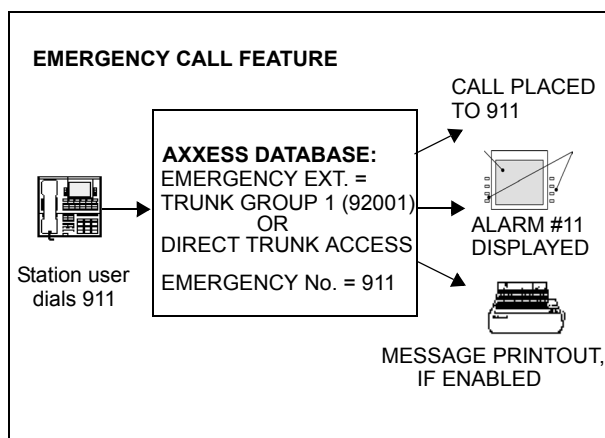 EMERGENCY CALL FEATURE
Station user
dials 911
AXXESS DATABASE:
EMERGENCY EXT. =
TRUNK GROUP 1 (92001)
OR
DIRECT TRUNK ACCESS
EMERGENCY No. = 911
CALL PLACED
TO 911
ALARM #11
DISPLAYED
MESSAGE PRINTOUT,
IF ENABLED